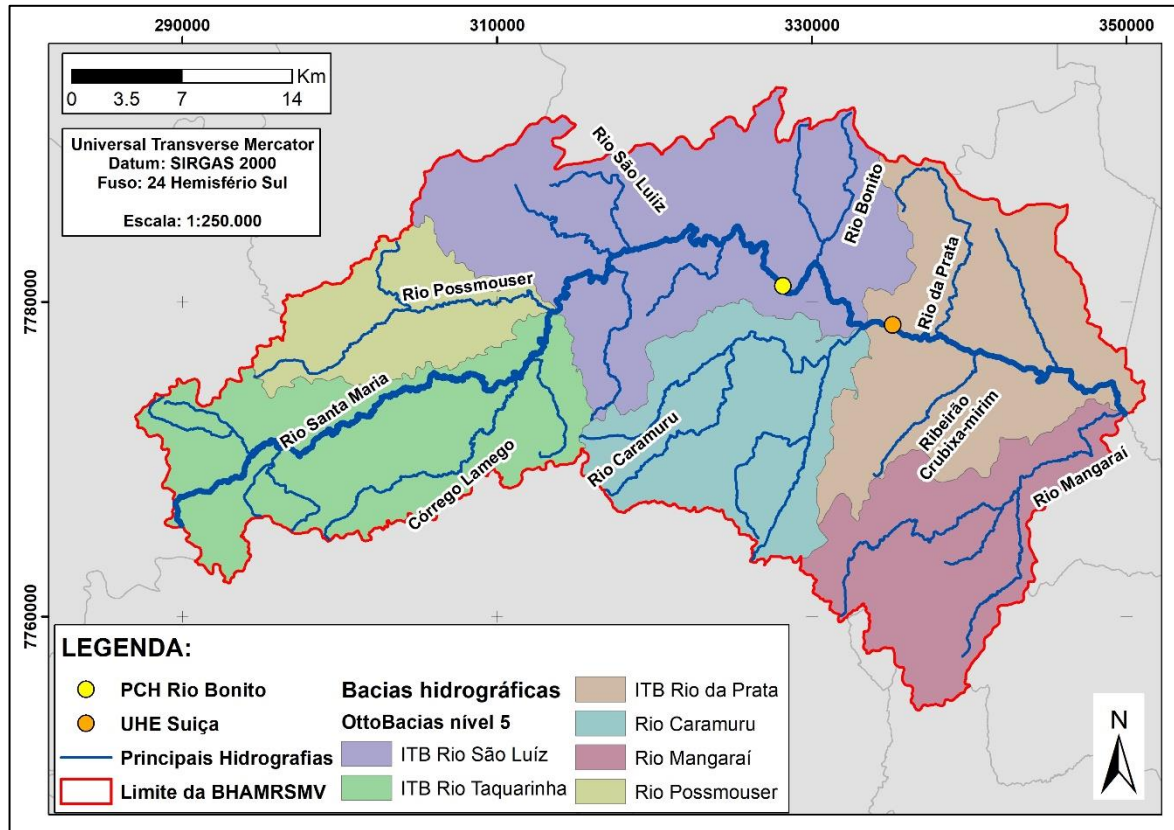 290000 310000 330000 350000
Km
0 3.5 7 14
Universal Transverse Mercator
Datum: SIRGAS 2000
Fuso: 24 Hemisfério Sul
Escala: 1:250.000
Rio São Luiíz
Rio Bonito
Rio da Prata
Rio Possmouser
7780000
7780000
Rio Santa Maria
Córrego Lamego
Rio Caramuru
Ribeirão
Crubixa-mirim
Rio Mangaraí
7760000
7760000
LEGENDA:
PCH Rio Bonito
UHE Suiça
Principais Hidrografias
Limite da BHAMRSMV
Bacias hidrográficas
OttoBacias nível 5
ITB Rio São Luíz
ITB Rio Taquarinha
ITB Rio da Prata
Rio Caramuru
Rio Mangaraí
Rio Possmouser
N